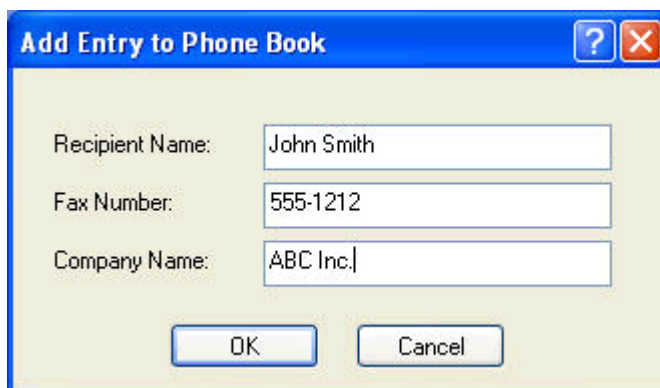 Add Entry to Phone Book ?
Recipient Name: John Smith
Fax Number: 555-1212
Company Name: ABC Inc.
OK Cancel